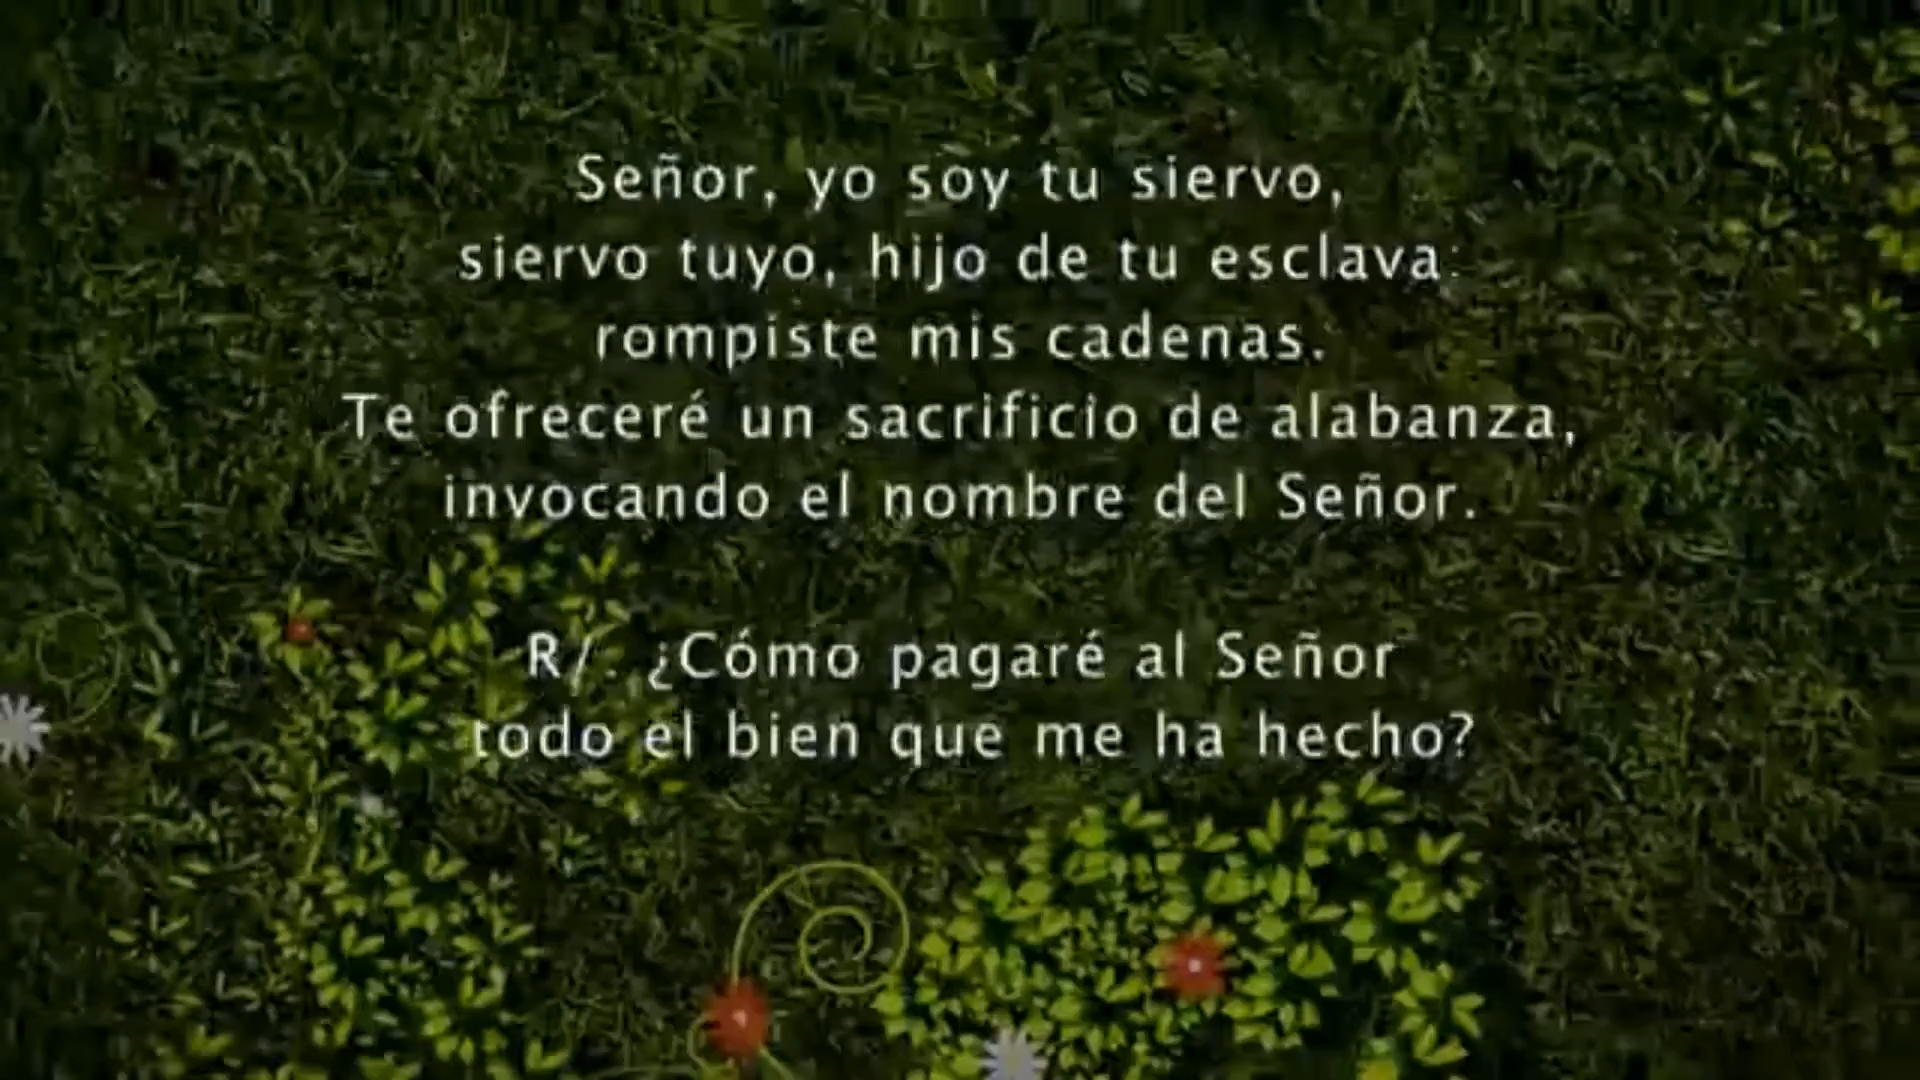 Señor, yo soy tu siervo,
siervo tuyo, hijo de tu esclava:
rompiste mis cadenas.
Te ofreceré un sacrificio de alabanza,
invocando el nombre del Señor.
R/. ¿Cómo pagaré al Señor
todo el bien que me ha hecho?